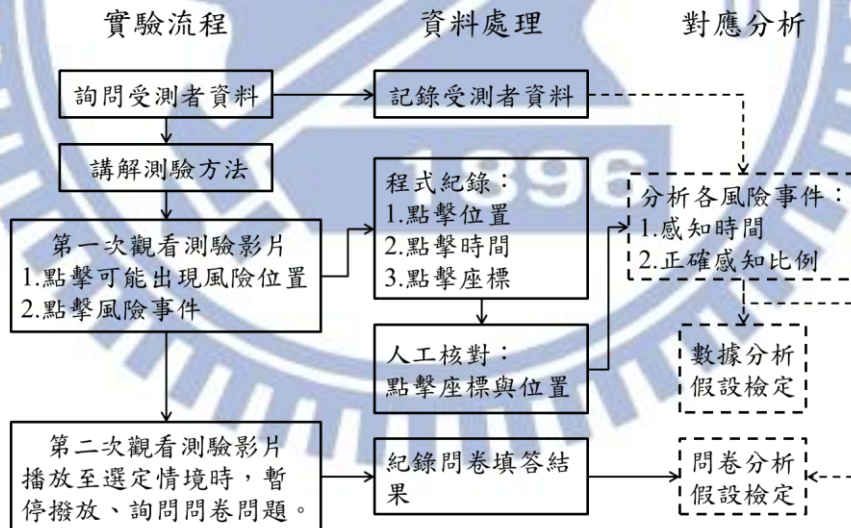 實驗流程
資料處理
對應分析
詢問受測者資料
記錄受測者資料
講解測驗方法
程式紀錄：
1.點擊位置
2.點擊時間
3.點擊座標
分析各風險事件：
1.感知時間
2.正確感知比例
第一次觀看測驗影片
1.點擊可能出現風險位置
2.點擊風險事件
人工核對：
點擊座標與位置
數據分析
假設檢定
第二次觀看測驗影片
播放至選定情境時，暫
停撥放、詢問問卷問題。
紀錄問卷填答結
果
問卷分析
假設檢定
1896